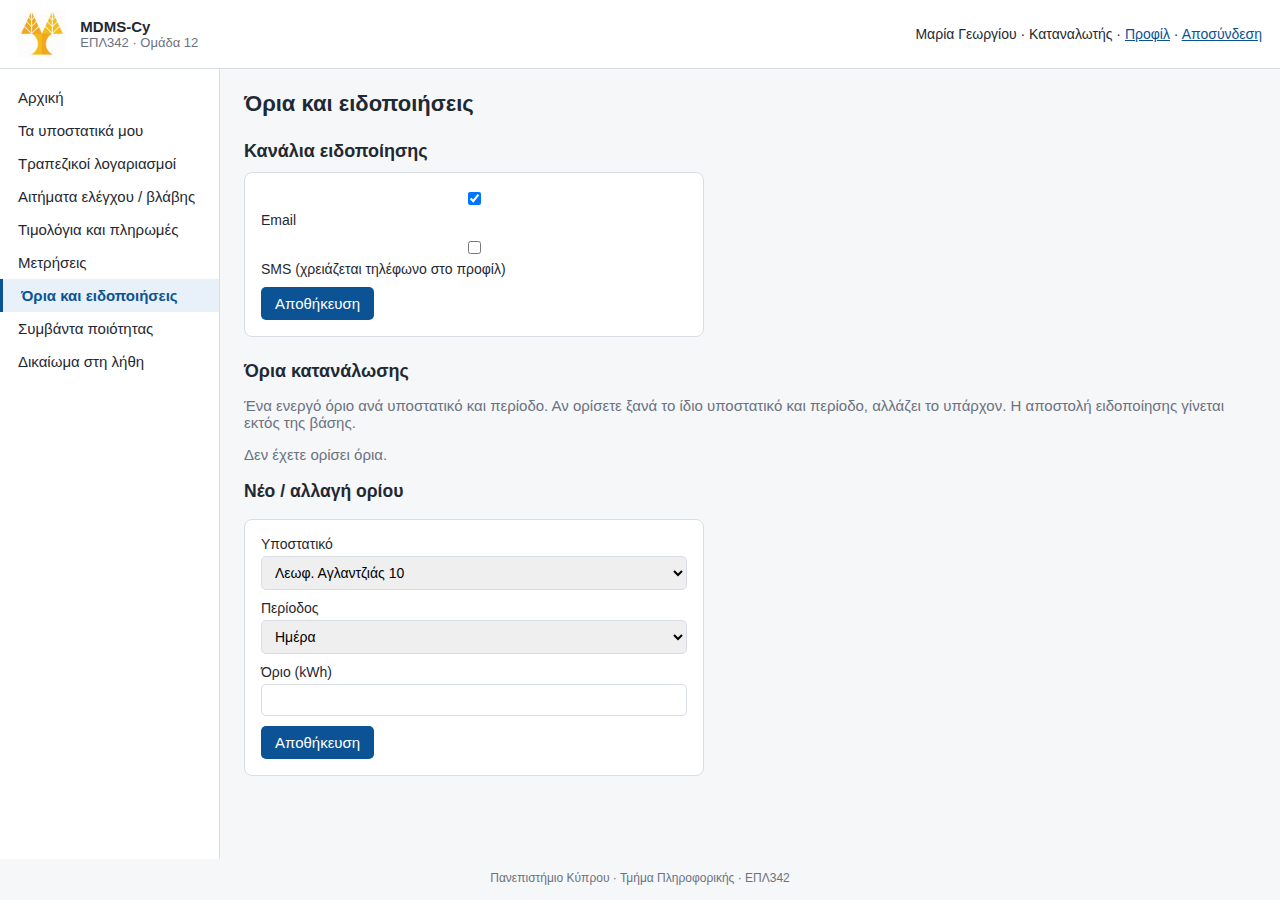 MDMS-Cy
ΕΠΛ342 · Ομάδα 12
Μαρία Γεωργίου · Καταναλωτής · Προφίλ · Αποσύνδεση
Αρχική
Τα υποστατικά μου
Τραπεζικοί λογαριασμοί
Αιτήματα ελέγχου / βλάβης
Τιμολόγια και πληρωμές
Μετρήσεις
Όρια και ειδοποιήσεις
Συμβάντα ποιότητας
Δικαίωμα στη λήθη
Όρια και ειδοποιήσεις
Κανάλια ειδοποίησης
Email
SMS (χρειάζεται τηλέφωνο στο προφίλ)
Αποθήκευση
Όρια κατανάλωσης
Ένα ενεργό όριο ανά υποστατικό και περίοδο. Αν ορίσετε ξανά το ίδιο υποστατικό και περίοδο, αλλάζει το υπάρχον. Η αποστολή ειδοποίησης γίνεται
εκτός της βάσης.
Δεν έχετε ορίσει όρια.
Νέο / αλλαγή ορίου
Υποστατικό
Λεωφ. Αγλαντζιάς 10
Περίοδος
Ημέρα
Όριο (kWh)
Αποθήκευση
Πανεπιστήμιο Κύπρου · Τμήμα Πληροφορικής · ΕΠΛ342